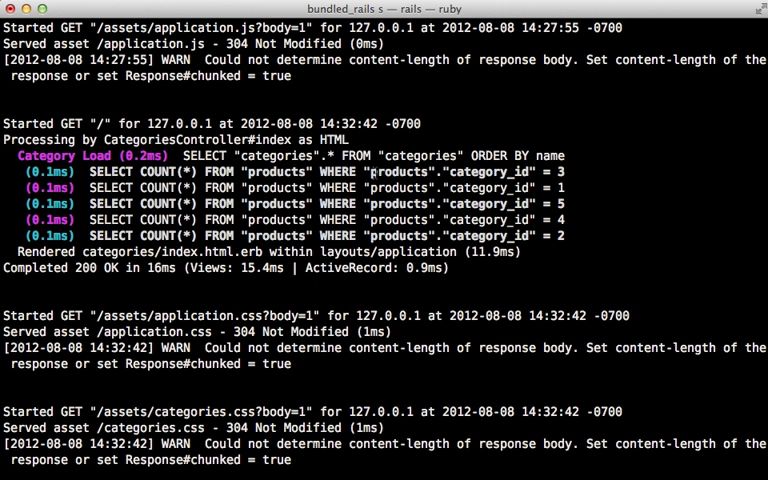 bundled_rails s — rails — ruby
Started GET "/assets/application.js?body=1" for 127.0.0.1 at 2012-08-08 14:27:55 -0700
Served asset /application.js - 304 Not Modified (0ms)
[2012-08-08 14:27:55] WARN  Could not determine content-length of response body. Set content-length of the
response or set Response#chunked = true
Started GET "/" for 127.0.0.1 at 2012-08-08 14:32:42 -0700
Processing by CategoriesController#index as HTML
Category Load (0.2ms)  SELECT "categories".* FROM "categories" ORDER BY name
(0.1ms)  SELECT COUNT(*) FROM "products" WHERE "products"."category_id" = 3
(0.1ms)  SELECT COUNT(*) FROM "products" WHERE "products"."category_id" = 1
(0.1ms)  SELECT COUNT(*) FROM "products" WHERE "products"."category_id" = 5
(0.1ms)  SELECT COUNT(*) FROM "products" WHERE "products"."category_id" = 4
(0.1ms)  SELECT COUNT(*) FROM "products" WHERE "products"."category_id" = 2
Rendered categories/index.html.erb within layouts/application (11.9ms)
Completed 200 OK in 16ms (Views: 15.4ms | ActiveRecord: 0.9ms)
Started GET "/assets/application.css?body=1" for 127.0.0.1 at 2012-08-08 14:32:42 -0700
Served asset /application.css - 304 Not Modified (1ms)
[2012-08-08 14:32:42] WARN  Could not determine content-length of response body. Set content-length of the
response or set Response#chunked = true
Started GET "/assets/categories.css?body=1" for 127.0.0.1 at 2012-08-08 14:32:42 -0700
Served asset /categories.css - 304 Not Modified (1ms)
[2012-08-08 14:32:42] WARN  Could not determine content-length of response body. Set content-length of the
response or set Response#chunked = true